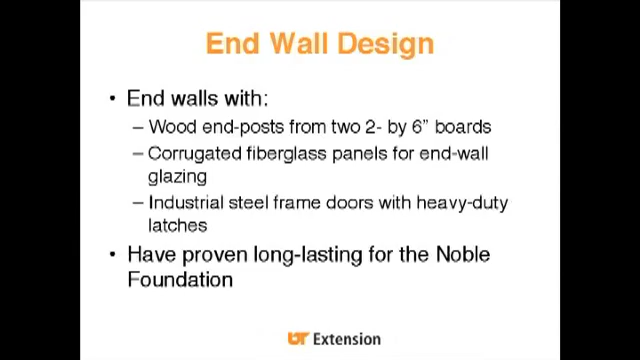 End Wall Design
• End walls with:
– Wood end-posts from two 2- by 6” boards
– Corrugated fiberglass panels for end-wall
glazing
– Industrial steel frame doors with heavy-duty
latches
• Have proven long-lasting for the Noble
Foundation
UT Extension